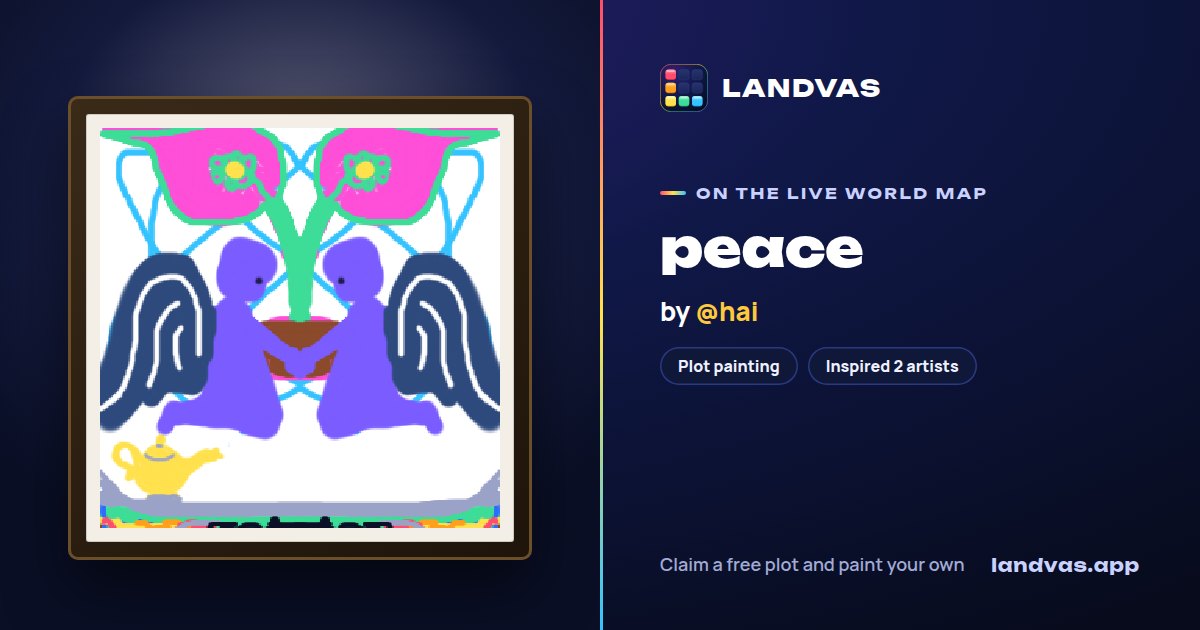 LANDVAS
ON THE LIVE WORLD MAP
peace
by @hai
Plot painting
Inspired 2 artists
Claim a free plot and paint your own
landvas.app